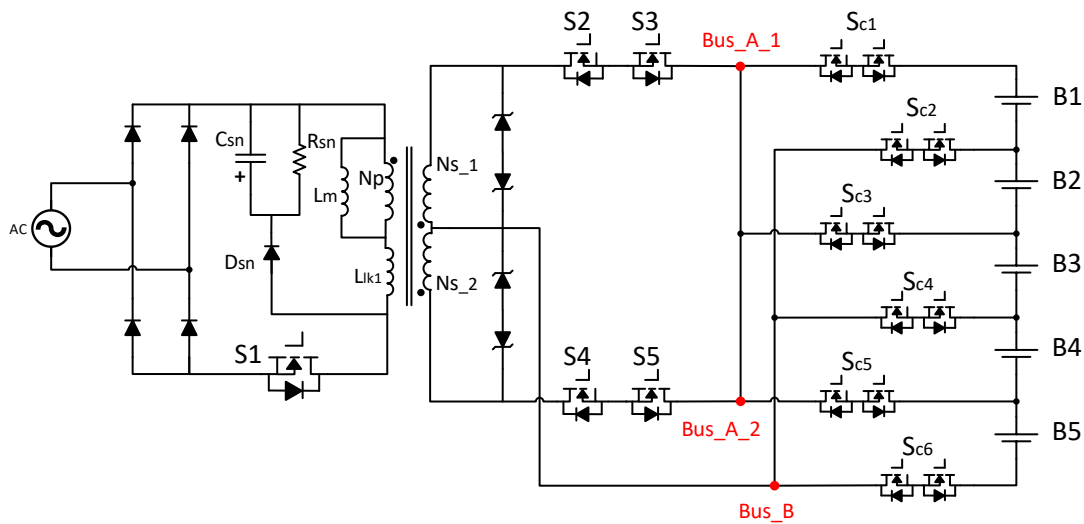 S2
S3
Bus_A_1
Sc1
B1
Csn
Rsn
Sc2
Np
Ns_1
Lm
B2
+
Sc3
AC
Dsn
Llk1
Ns_2
B3
Sc4
S1
S4
S5
Sc5
B4
Bus_A_2
B5
Sc6
Bus_B